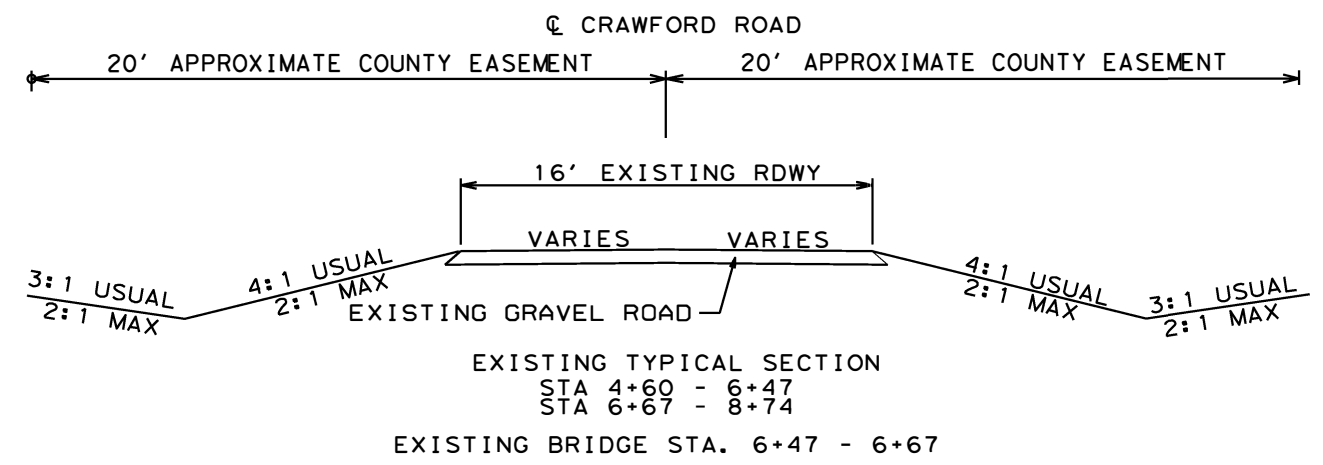 ℄ CRAWFORD ROAD
20' APPROXIMATE COUNTY EASEMENT
20' APPROXIMATE COUNTY EASEMENT
16' EXISTING RDWY
VARIES
VARIES
3:1 USUAL
2:1 MAX
4:1 USUAL
2:1 MAX
4:1 USUAL
2:1 MAX
3:1 USUAL
2:1 MAX
EXISTING GRAVEL ROAD
EXISTING TYPICAL SECTION
STA 4+60 - 6+47
STA 6+67 - 8+74
EXISTING BRIDGE STA. 6+47 - 6+67